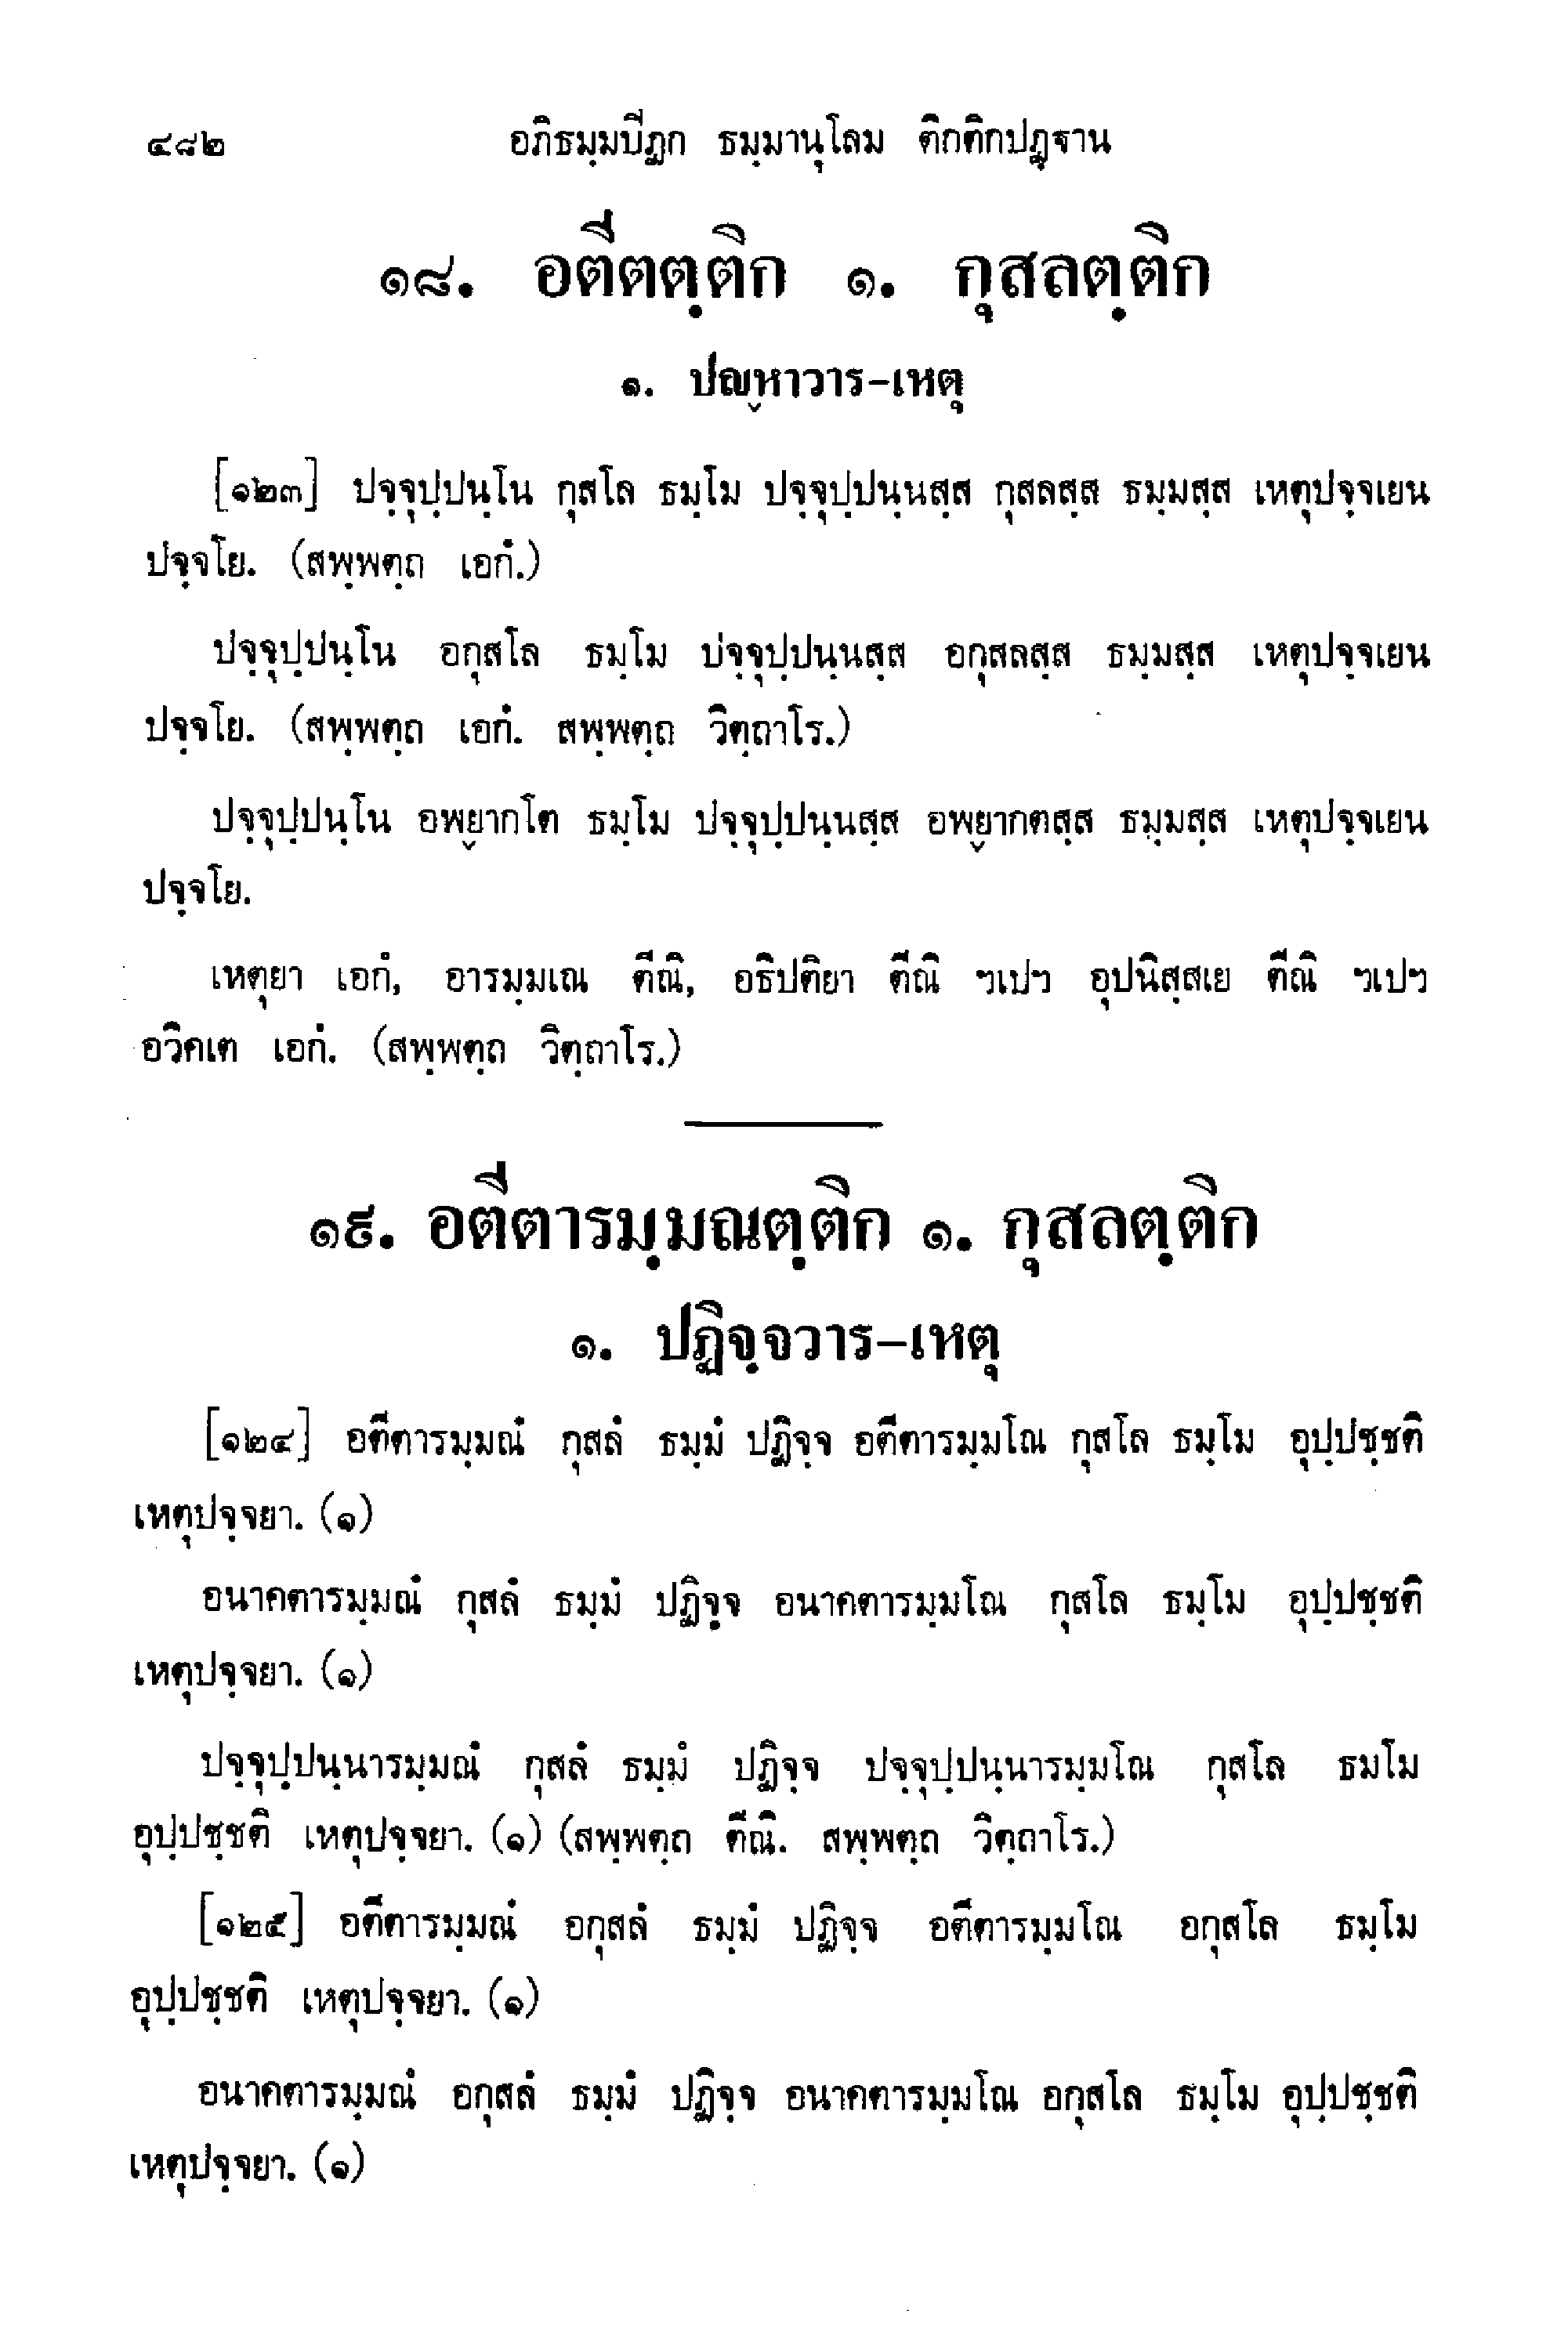 ๔๘๒ อภิธมฺมปีฏก ธมฺมานุโลม ติกติกปฏฺฐาน
๑๘. อตีตตฺติก ๑. กุสลตฺติก
๑. ปญฺหาวาร-เหตุ
[๑๒๓] ปจฺจุปฺปนฺโน กุสโล ธมฺโม ปจฺจุปฺปนฺนสฺส กุสลสฺส ธมฺมสฺส เหตุปจฺจเยน
ปจฺจโย. (สพฺพตฺถ เอกํ.)
ปจฺจุปฺปนฺโน อกุสโล ธมฺโม ปจฺจุปฺปนฺนสฺส อกุสลสฺส ธมฺมสฺส เหตุปจฺจเยน
ปจฺจโย. (สพฺพตฺถ เอกํ. สพฺพตฺถ วิตฺถาโร.)
ปจฺจุปฺปนฺโน อพฺยากโต ธมฺโม ปจฺจุปฺปนฺนสฺส อพฺยากตสฺส ธมฺมสฺส เหตุปจฺจเยน
ปจฺจโย.
เหตุยา เอกํ, อารมฺมเณ ตีณิ, อธิปติยา ตีณิ ฯเปฯ อุปนิสฺสเย ตีณิ ฯเปฯ
อวิคเต เอกํ. (สพฺพตฺถ วิตฺถาโร.)
๑๙. อตีตารมฺมณตฺติก ๑. กุสลตฺติก
๑. ปฏิจฺจวาร-เหตุ
[๑๒๔] อตีตารมฺมณํ กุสลํ ธมฺมํ ปฏิจฺจ อตีตารมฺมโณ กุสโล ธมฺโม อุปฺปชฺชติ
เหตุปจฺจยา. (๑)
อนาคตารมฺมณํ กุสลํ ธมฺมํ ปฏิจฺจ อนาคตารมฺมโณ กุสโล ธมฺโม อุปฺปชฺชติ
เหตุปจฺจยา. (๑)
ปจฺจุปฺปนฺนารมฺมณํ กุสลํ ธมฺมํ ปฏิจฺจ ปจฺจุปฺปนฺนารมฺมโณ กุสโล ธมโม
อุปฺปชฺชติ เหตุปจฺจยา. (๑) (สพฺพตฺถ ตีณิ. สพฺพตฺถ วิตฺถาโร.)
[๑๒๕] อตีตารมฺมณํ อกุสลํ ธมฺมํ ปฏิจฺจ อตีตารมฺมโณ อกุสโล ธมฺโม
อุปฺปชฺชติ เหตุปจฺจยา. (๑)
อนาคตารมฺมณํ อกุสลํ ธมฺมํ ปฏิจฺจ อนาคตารมฺมโณ อกุสโล ธมฺโม อุปฺปชฺชติ
เหตุปจฺจยา. (๑)